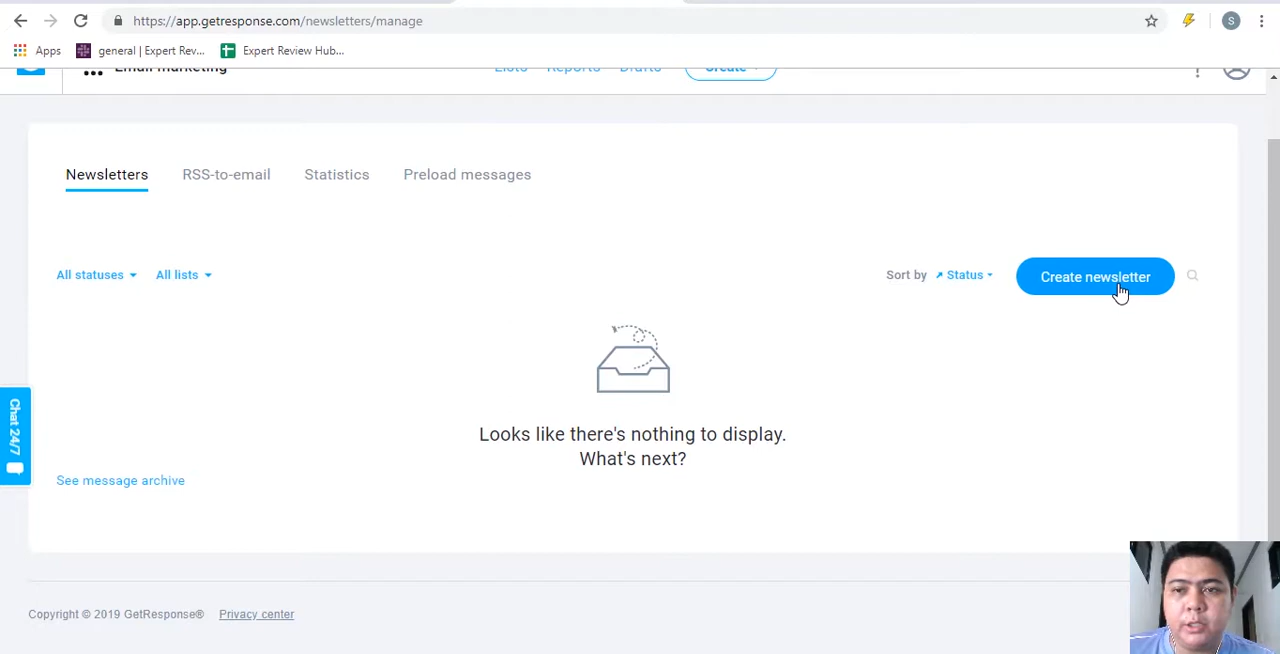 https://app.getresponse.com/newsletters/manage
S
Apps general | Expert Rev... Expert Review Hub...
Email marketing Lists Reports Drafts Create
Newsletters RSS-to-email Statistics Preload messages
All statuses All lists Sort by Status Create newsletter
Looks like there's nothing to display.
What's next?
Chat 24/7
See message archive
Copyright © 2019 GetResponse® Privacy center